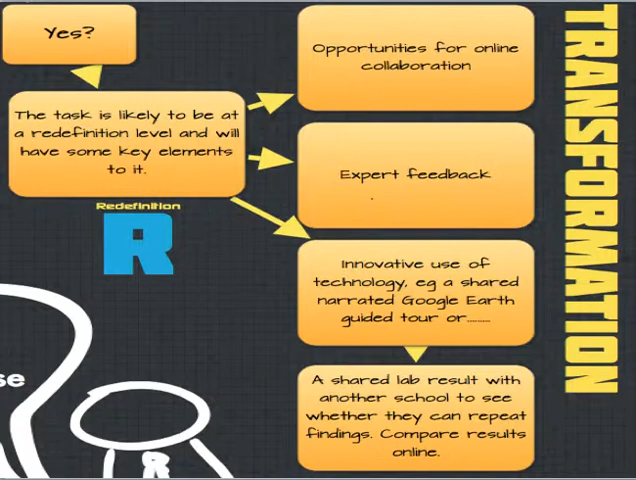 Yes?
The task is likely to be at
a redefinition level and will
have some key elements
to it.
Redefinition
R
Opportunities for online
collaboration
Expert feedback
Innovative use of
technology, eg a shared
narrated Google Earth
guided tour or.........
A shared lab result with
another school to see
whether they can repeat
findings. Compare results
online.
TRANSFORMATION
se
R